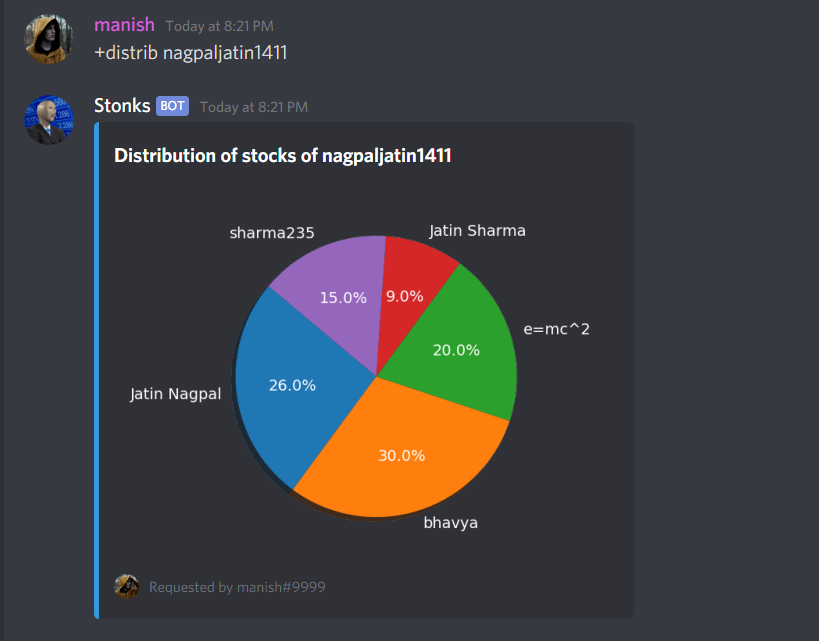 manish Today at 8:21 PM
+distrib nagpaljatin1411
Stonks BOT Today at 8:21 PM
Distribution of stocks of nagpaljatin1411
sharma235
Jatin Sharma
15.0%
9.0%
e=mc^2
20.0%
Jatin Nagpal
26.0%
30.0%
bhavya
Requested by manish#9999